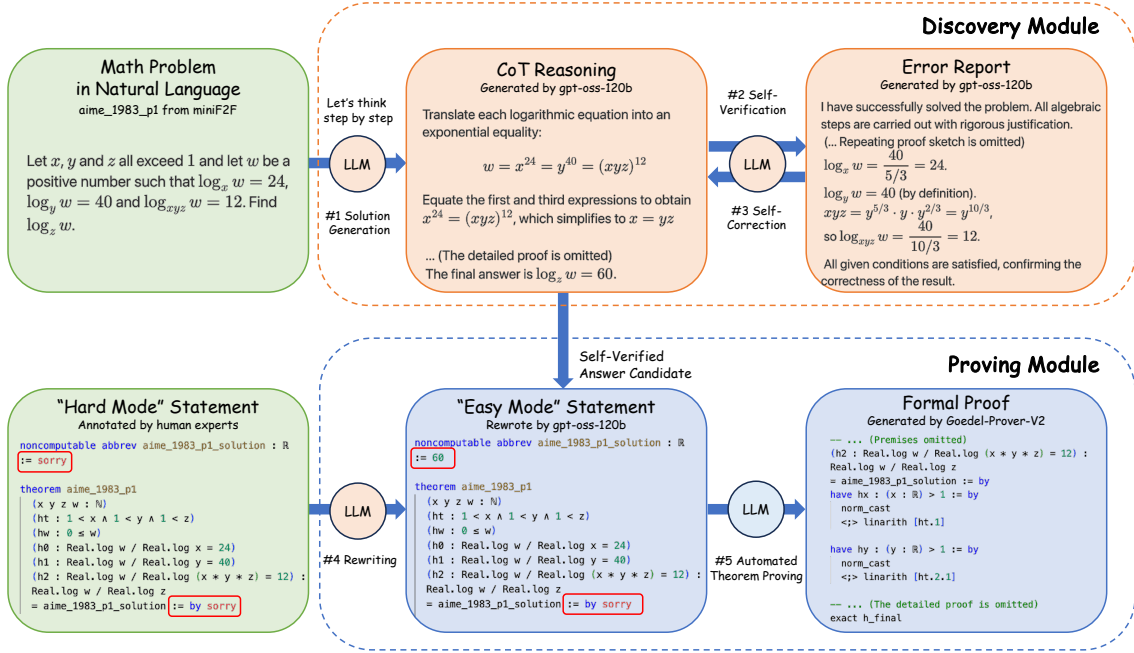 Discovery Module
Math Problem
in Natural Language
aime_1983_p1 from miniF2F
Let x, y and z all exceed 1 and let w be a
positive number such that log_x w = 24,
log_y w = 40 and log_{xyz} w = 12. Find
log_z w.
Let's think
step by step
LLM
#1 Solution
Generation
CoT Reasoning
Generated by gpt-oss-120b
Translate each logarithmic equation into an
exponential equality:
w = x^{24} = y^{40} = (xyz)^{12}
Equate the first and third expressions to obtain
x^{24} = (xyz)^{12}, which simplifies to x = yz
... (The detailed proof is omitted)
The final answer is log_z w = 60.
#2 Self-
Verification
LLM
#3 Self-
Correction
Error Report
Generated by gpt-oss-120b
I have successfully solved the problem. All algebraic
steps are carried out with rigorous justification.
(... Repeating proof sketch is omitted)
log_x w = \frac{40}{5/3} = 24.
log_y w = 40 (by definition).
xyz = y^{5/3} · y · y^{2/3} = y^{10/3},
so log_{xyz} w = \frac{40}{10/3} = 12.
All given conditions are satisfied, confirming the
correctness of the result.
Self-Verified
Answer Candidate
Proving Module
"Hard Mode" Statement
Annotated by human experts
noncomputable abbrev aime_1983_p1_solution : ℝ
:= sorry
theorem aime_1983_p1
(x y z w : ℕ)
(ht : 1 < x ∧ 1 < y ∧ 1 < z)
(hw : 0 ≤ w)
(h0 : Real.log w / Real.log x = 24)
(h1 : Real.log w / Real.log y = 40)
(h2 : Real.log w / Real.log (x * y * z) = 12) :
Real.log w / Real.log z
= aime_1983_p1_solution := by sorry
LLM
#4 Rewriting
"Easy Mode" Statement
Rewrote by gpt-oss-120b
noncomputable abbrev aime_1983_p1_solution : ℝ
:= 60
theorem aime_1983_p1
(x y z w : ℕ)
(ht : 1 < x ∧ 1 < y ∧ 1 < z)
(hw : 0 ≤ w)
(h0 : Real.log w / Real.log x = 24)
(h1 : Real.log w / Real.log y = 40)
(h2 : Real.log w / Real.log (x * y * z) = 12) :
Real.log w / Real.log z
= aime_1983_p1_solution := by sorry
LLM
#5 Automated
Theorem Proving
Formal Proof
Generated by Goedel-Prover-V2
-- ... (Premises omitted)
(h2 : Real.log w / Real.log (x * y * z) = 12) :
Real.log w / Real.log z
= aime_1983_p1_solution := by
have hx : (x : ℝ) > 1 := by
norm_cast
<;> linarith [ht.1]
have hy : (y : ℝ) > 1 := by
norm_cast
<;> linarith [ht.2.1]
-- ... (The detailed proof is omitted)
exact h_final